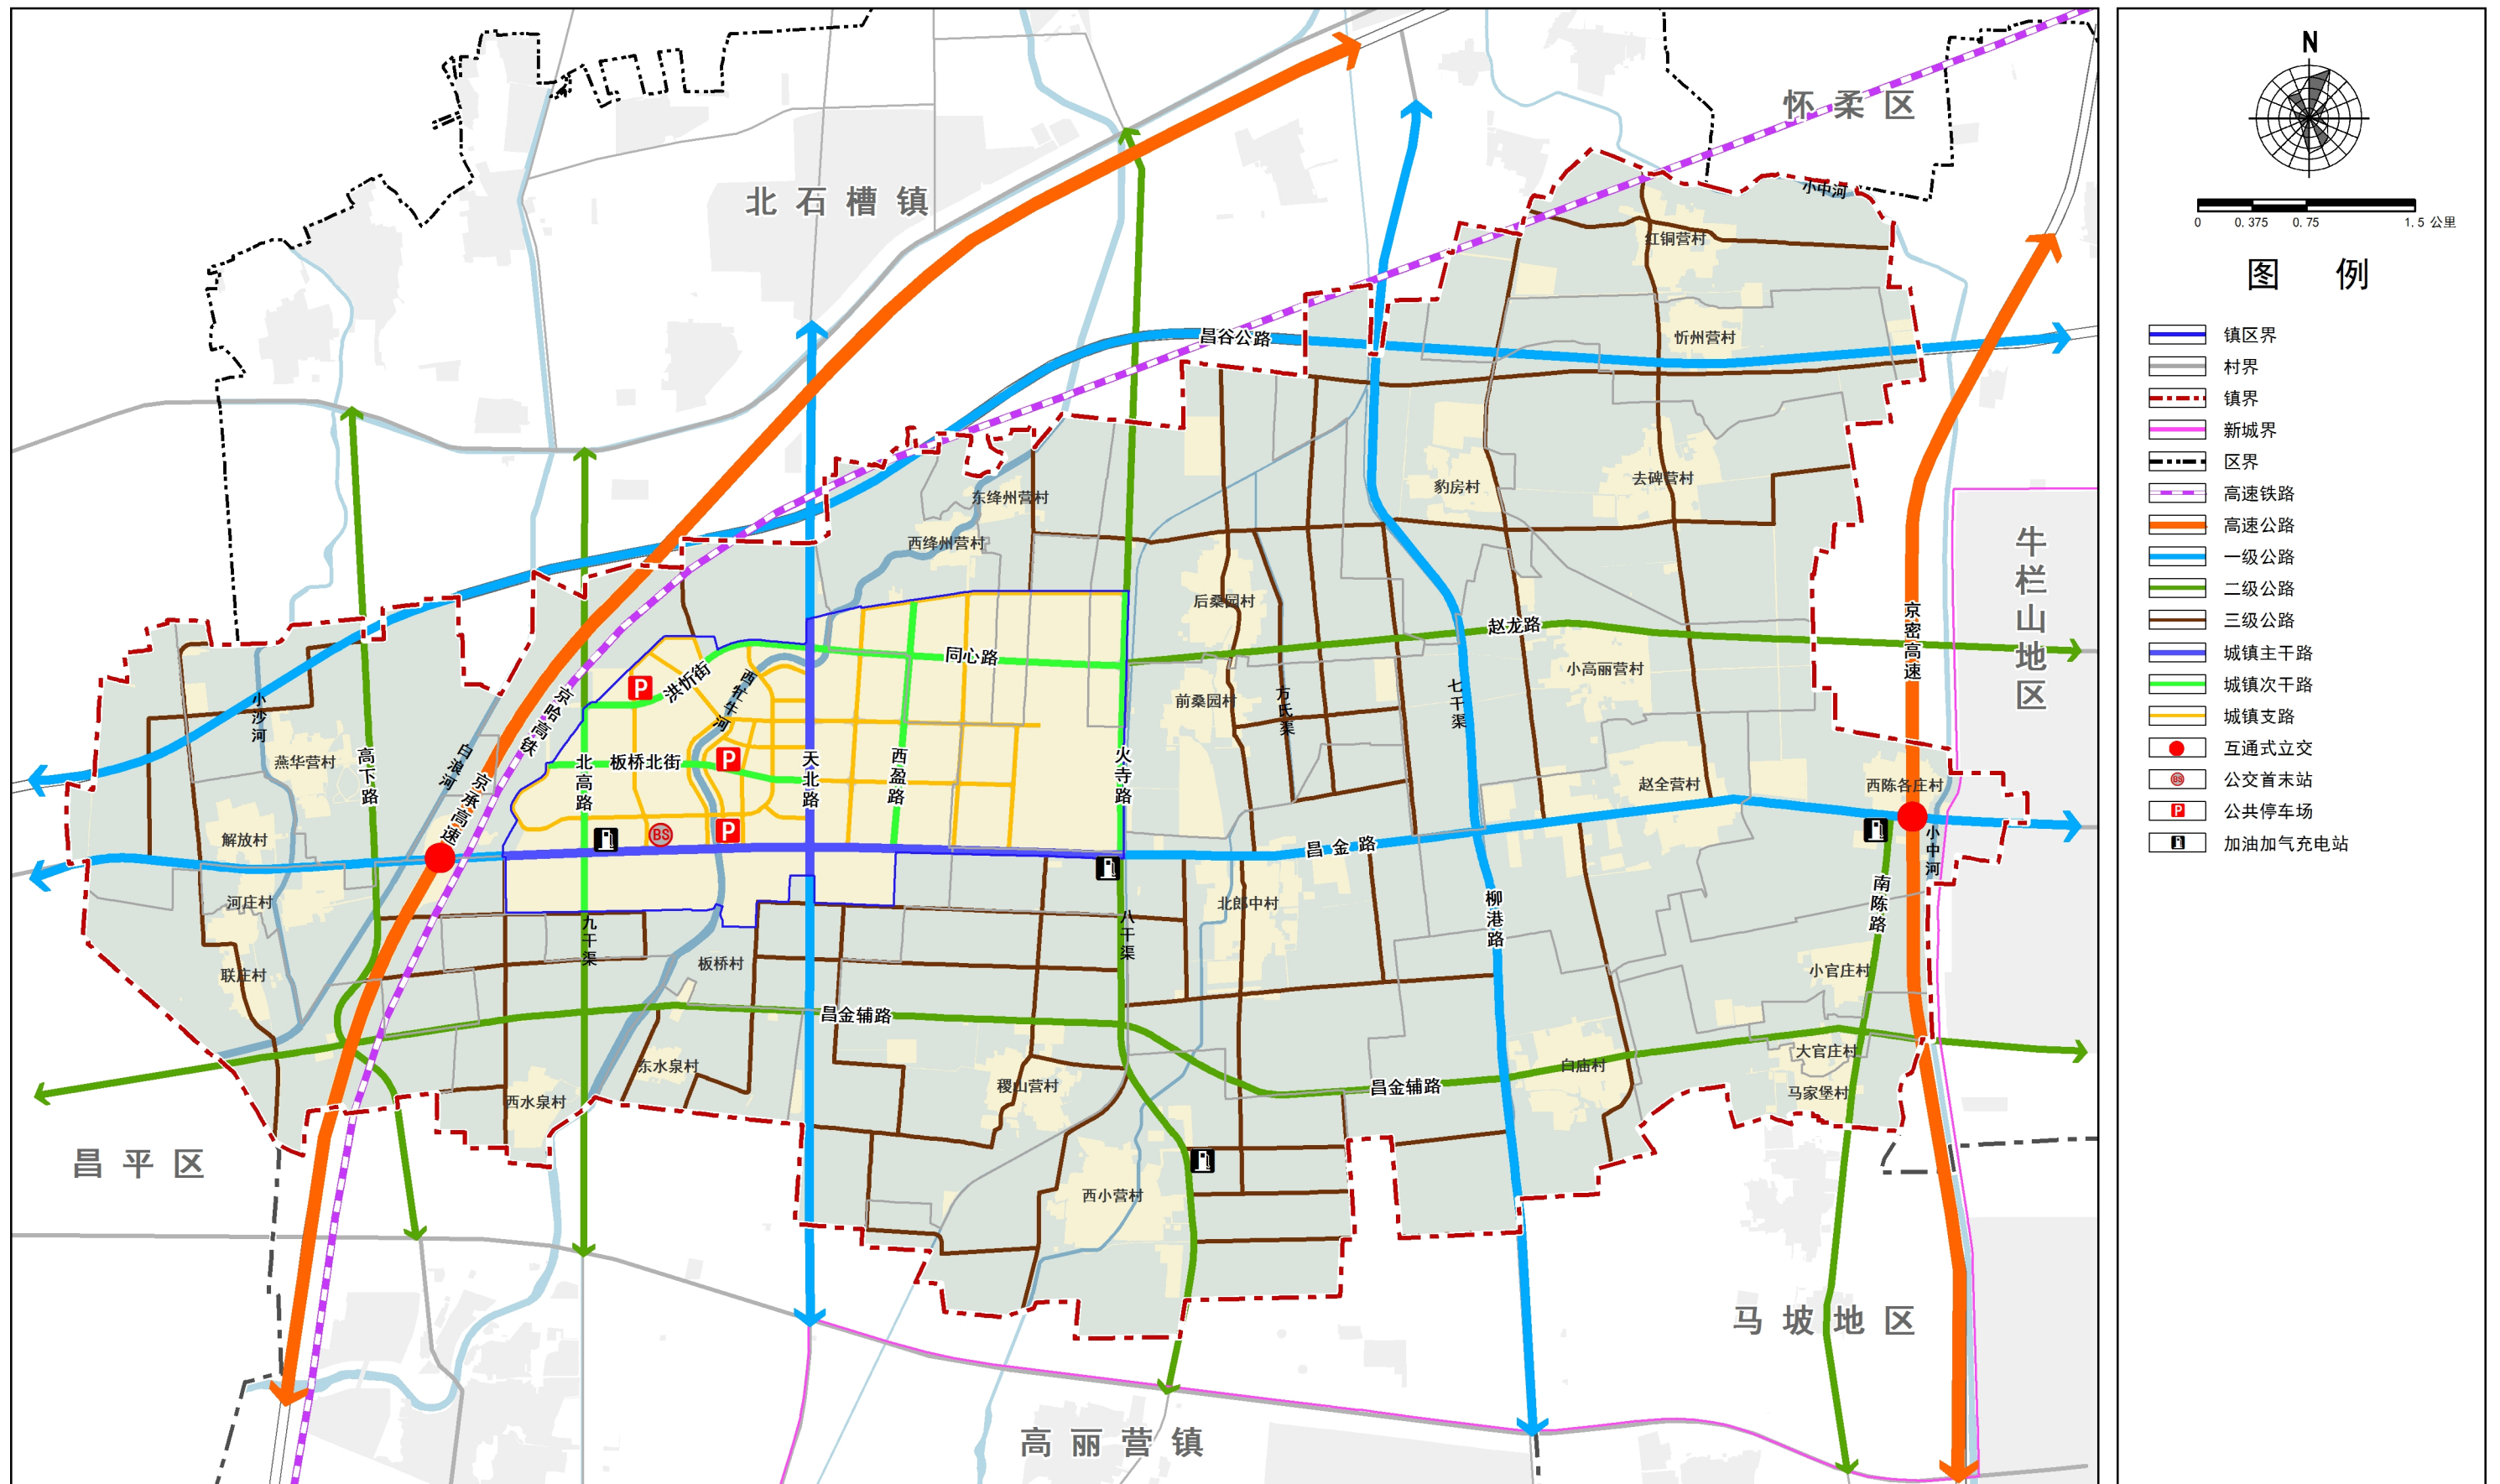 怀柔区
北石槽镇
小中河
红铜营村
昌谷公路
忻州营村
东绛州营村
豹房村
去碑营村
西绛州营村
牛栏山地区
后桑园村
赵龙路
京密高速
同心路
小高丽营村
洪忻街
西牤牛河
小沙河
京哈高铁
前桑园村
方氏渠
七干渠
燕华营村
高下路
白浪河
京承高速
北高路
板桥北街
天北路
西盈路
火寺路
赵全营村
西陈各庄村
解放村
昌金路
小中河
河庄村
九干渠
八干渠
北郎中村
柳港路
南陈路
联庄村
板桥村
小官庄村
昌金辅路
东水泉村
稷山营村
昌金辅路
白庙村
大官庄村
马家堡村
西水泉村
昌平区
西小营村
马坡地区
高丽营镇
P
P
P
BS
N
0 0.375 0.75 1.5 公里
图例
镇区界
村界
镇界
新城界
区界
高速铁路
高速公路
一级公路
二级公路
三级公路
城镇主干路
城镇次干路
城镇支路
互通式立交
BS 公交首末站
P 公共停车场
加油加气充电站